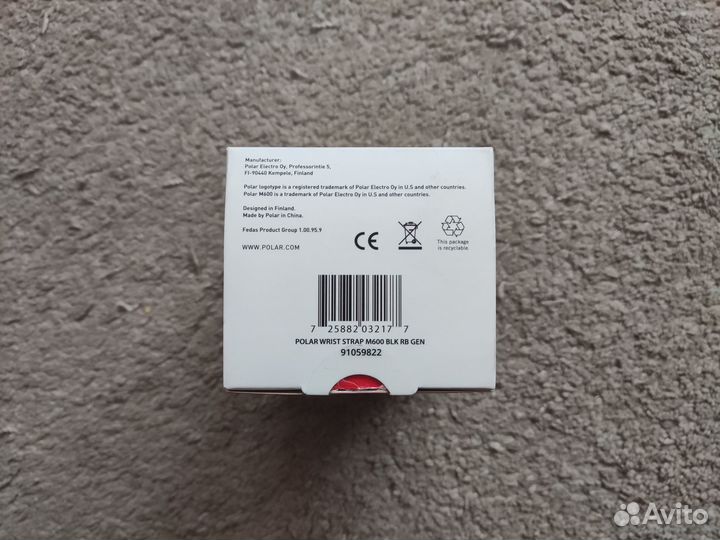 Manufacturer:
Polar Electro Oy, Professorintie 5,
FI-90440 Kempele, Finland
Polar logotype is a registered trademark of Polar Electro Oy in U.S and other countries.
Polar M600 is a trademark of Polar Electro Oy in U.S and other countries.
Designed in Finland.
Made by Polar in China.
Fedas Product Group 1.00.95.9
WWW.POLAR.COM
CE
This package
is recyclable.
7 25882 03217 7
POLAR WRIST STRAP M600 BLK RB GEN
91059822
Avito